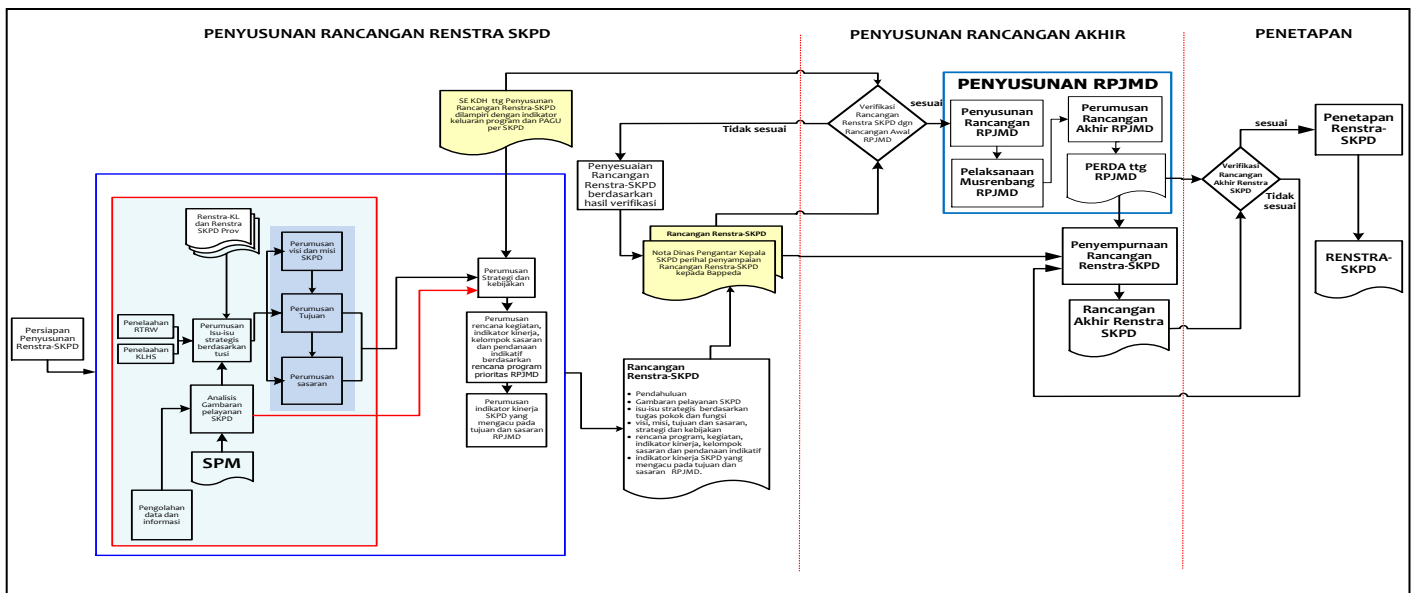 PENYUSUNAN RANCANGAN RENSTRA SKPD
PENYUSUNAN RANCANGAN AKHIR
PENETAPAN
Persiapan
Penyusunan
Renstra-SKPD
Renstra-KL
dan Renstra
SKPD Prov
Penelaahan
RTRW
Penelaahan
KLHS
Perumusan
Isu-isu
strategis
berdasarkan
tusi
Analisis
Gambaran
pelayanan
SKPD
SPM
Pengolahan
data dan
informasi
Perumusan
visi dan misi
SKPD
Perumusan
Tujuan
Perumusan
sasaran
SE KDH ttg Penyusunan
Rancangan Renstra-SKPD
dilampiri dengan indikator
keluaran program dan PAGU
per SKPD
Perumusan
Strategi dan
kebijakan
Perumusan
rencana kegiatan,
indikator kinerja,
kelompok sasaran
dan pendanaan
indikatif
berdasarkan
rencana program
prioritas RPJMD
Perumusan
indikator kinerja
SKPD yang
mengacu pada
tujuan dan sasaran
RPJMD
Tidak sesuai
Penyesuaian
Rancangan
Renstra-SKPD
berdasarkan
hasil verifikasi
Rancangan Renstra-SKPD
Nota Dinas Pengantar Kepala
SKPD perihal penyampaian
Rancangan Renstra-SKPD
kepada Bappeda
Rancangan
Renstra-SKPD
• Pendahuluan
• Gambaran pelayanan SKPD
• isu-isu strategis berdasarkan
tugas pokok dan fungsi
• visi, misi, tujuan dan sasaran,
strategi dan kebijakan
• rencana program, kegiatan,
indikator kinerja, kelompok
sasaran dan pendanaan indikatif
• indikator kinerja SKPD yang
mengacu pada tujuan dan
sasaran RPJMD.
Verifikasi
Rancangan
Renstra SKPD dgn
Rancangan Awal
RPJMD
sesuai
PENYUSUNAN RPJMD
Penyusunan
Rancangan
RPJMD
Pelaksanaan
Musrenbang
RPJMD
Perumusan
Rancangan
Akhir RPJMD
PERDA ttg
RPJMD
Penyempurnaan
Rancangan
Renstra-SKPD
Rancangan
Akhir Renstra
SKPD
Verifikasi
Rancangan
Akhir Renstra
SKPD
sesuai
Tidak
sesuai
Penetapan
Renstra-
SKPD
RENSTRA-
SKPD